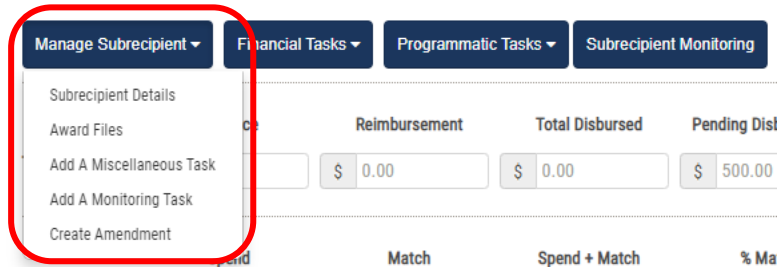 Manage Subrecipient Financial Tasks Programmatic Tasks Subrecipient Monitoring
Subrecipient Details
Award Files
Reimbursement Total Disbursed Pending
Add A Miscellaneous Task
$ 0.00 $ 0.00 $ 500.00
Add A Monitoring Task
Create Amendment
Match Spend + Match %